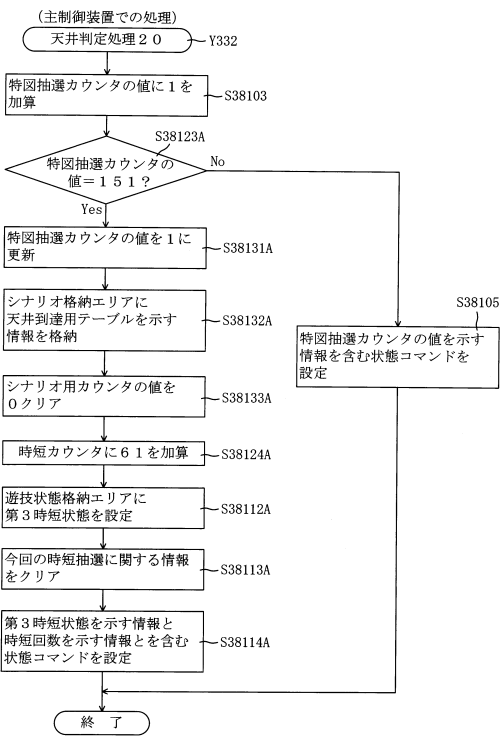 (主制御装置での処理)
天井判定処理20
Y332
特図抽選カウンタの値に1を
加算
S38103
S38123A
特図抽選カウンタの
値=151?
No
Yes
特図抽選カウンタの値を1に
更新
S38131A
シナリオ格納エリアに
天井到達用テーブルを示す
情報を格納
S38132A
S38105
特図抽選カウンタの値を示す
情報を含む状態コマンドを
設定
シナリオ用カウンタの値を
0クリア
S38133A
時短カウンタに61を加算
S38124A
遊技状態格納エリアに
第3時短状態を設定
S38112A
今回の時短抽選に関する情報
をクリア
S38113A
第3時短状態を示す情報と
時短回数を示す情報とを含む
状態コマンドを設定
S38114A
終 了